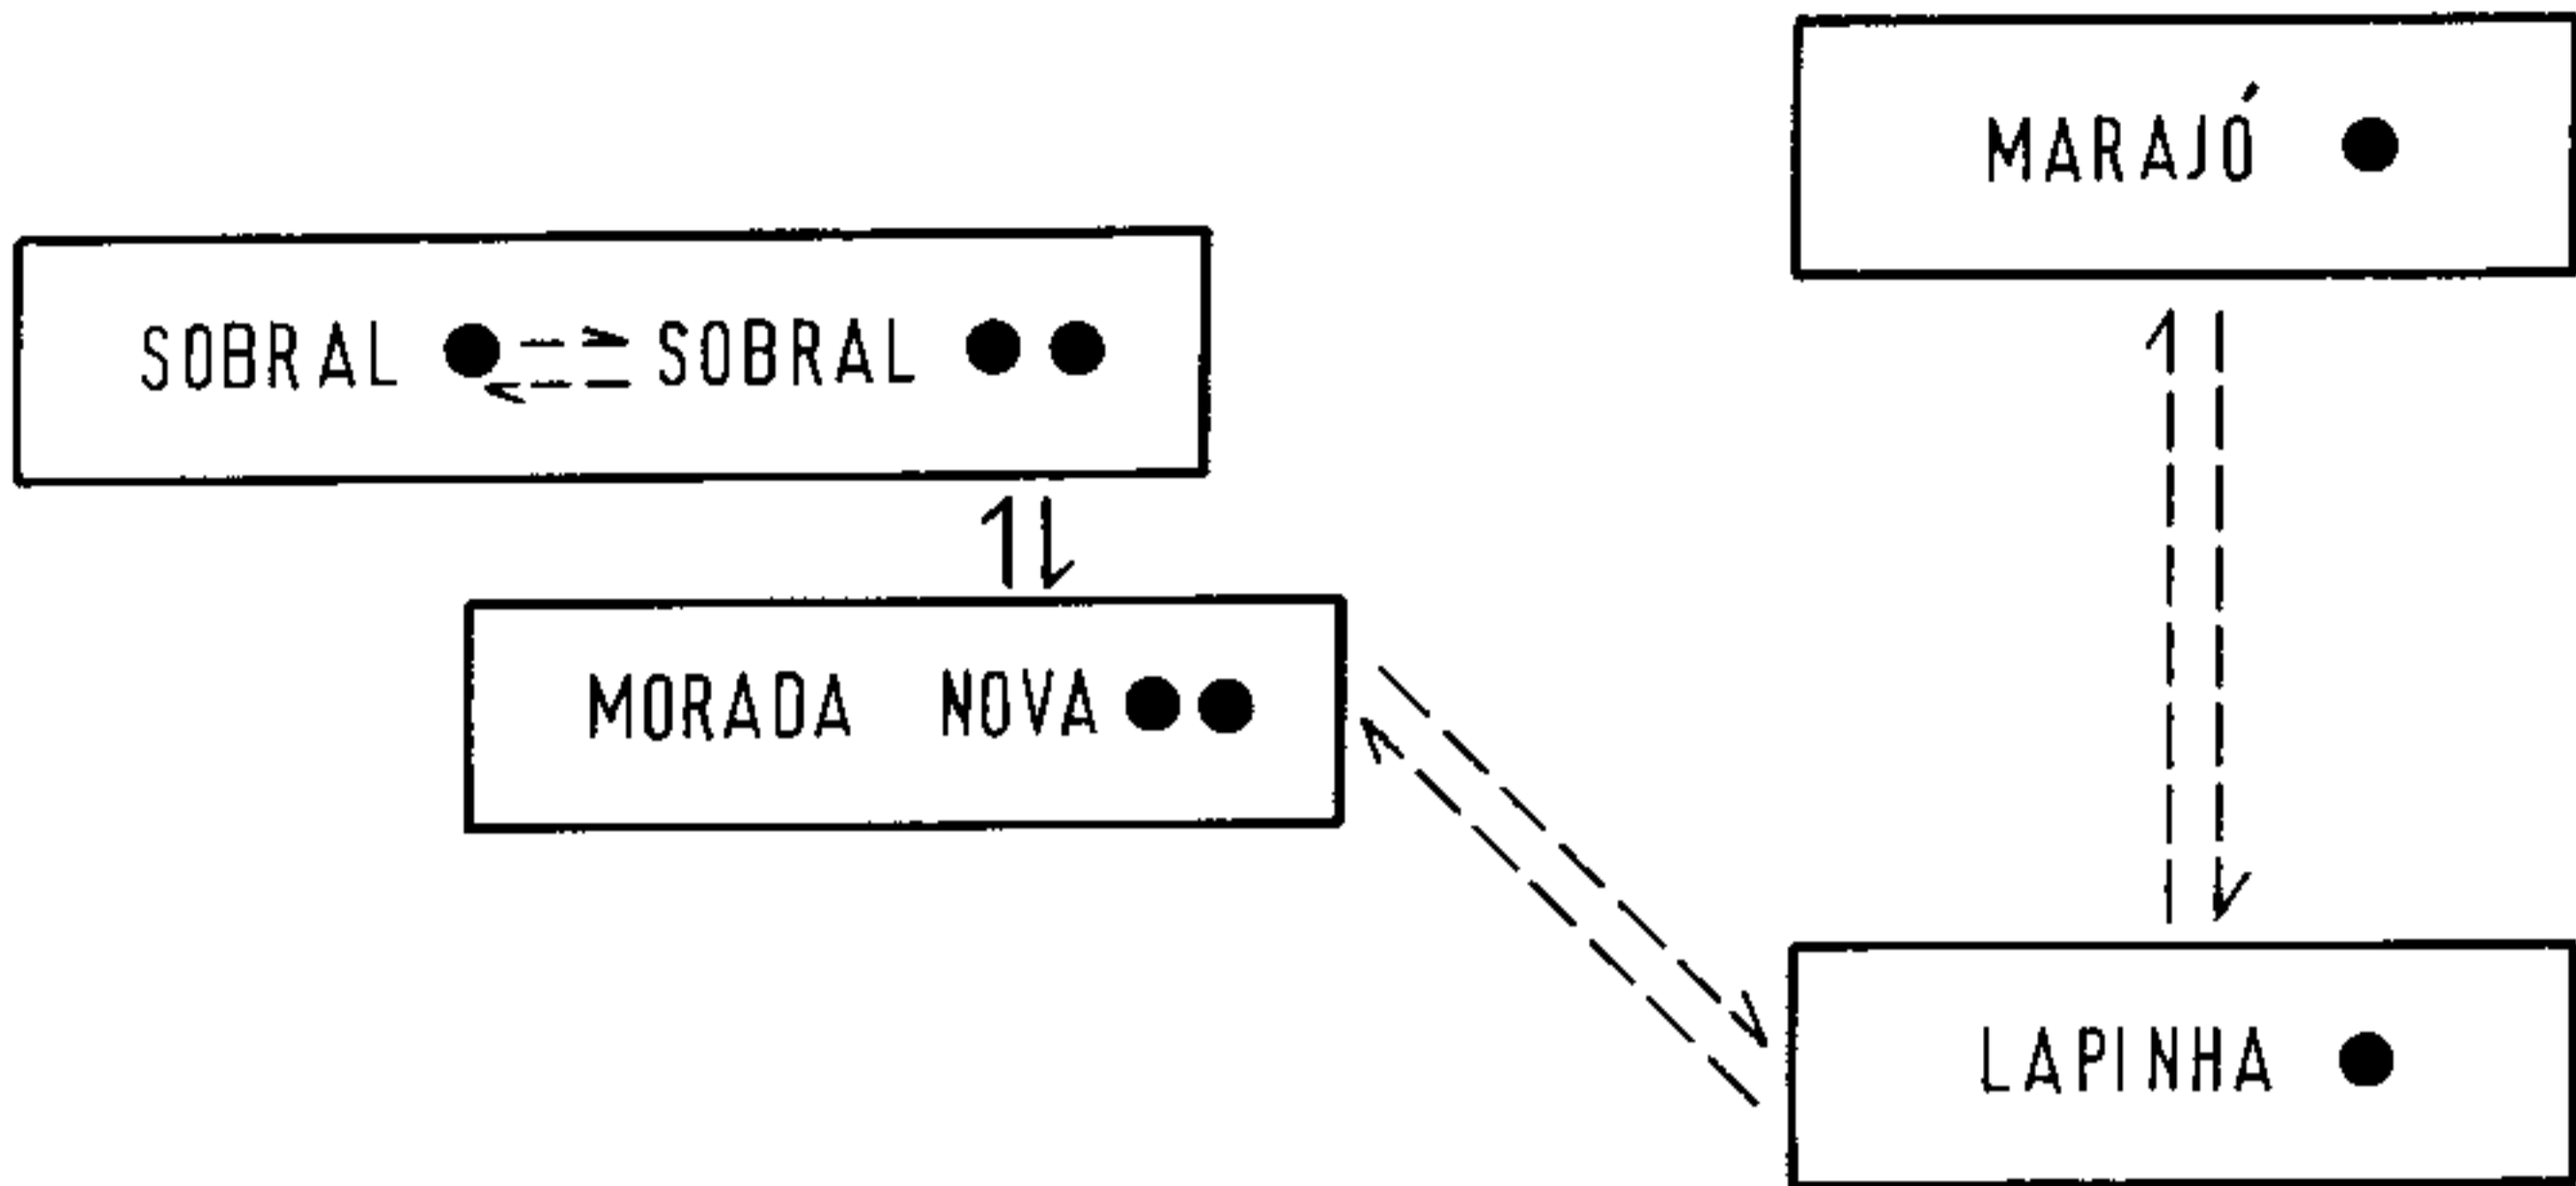 MARAJÓ ●
SOBRAL ● SOBRAL ● ●
MORADA NOVA ● ●
LAPINHA ●